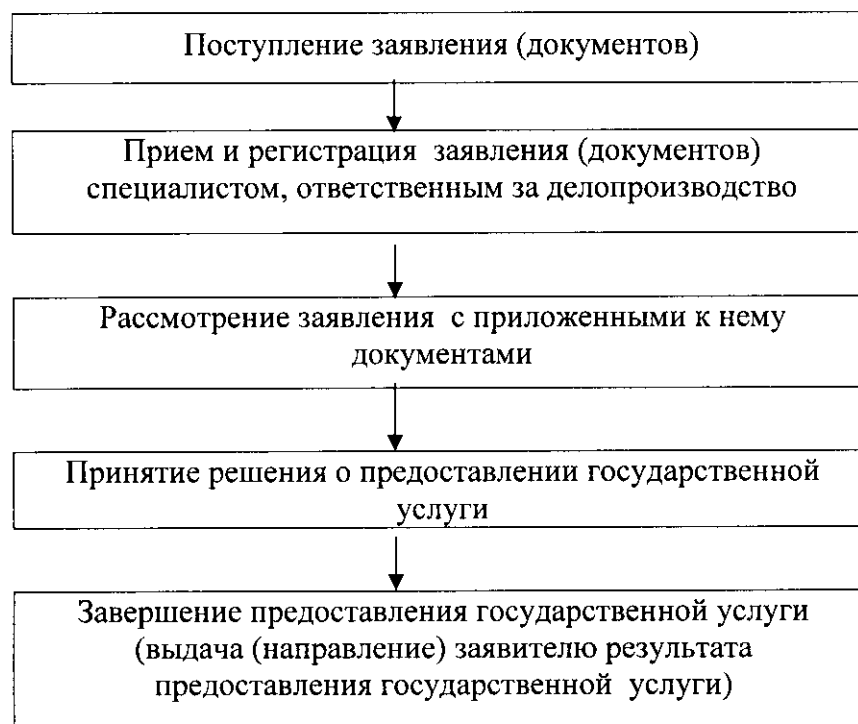 Поступление заявления (документов)
Прием и регистрация заявления (документов)
специалистом, ответственным за делопроизводство
Рассмотрение заявления с приложенными к нему
документами
Принятие решения о предоставлении государственной
услуги
Завершение предоставления государственной услуги
(выдача (направление) заявителю результата
предоставления государственной услуги)